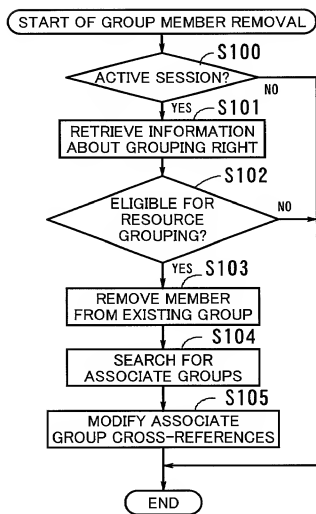 START OF GROUP MEMBER REMOVAL
S100
ACTIVE SESSION?
NO
YES
S101
RETRIEVE INFORMATION
ABOUT GROUPING RIGHT
S102
ELIGIBLE FOR
RESOURCE
GROUPING?
NO
YES
S103
REMOVE MEMBER
FROM EXISTING GROUP
S104
SEARCH FOR
ASSOCIATE GROUPS
S105
MODIFY ASSOCIATE
GROUP CROSS-REFERENCES
END